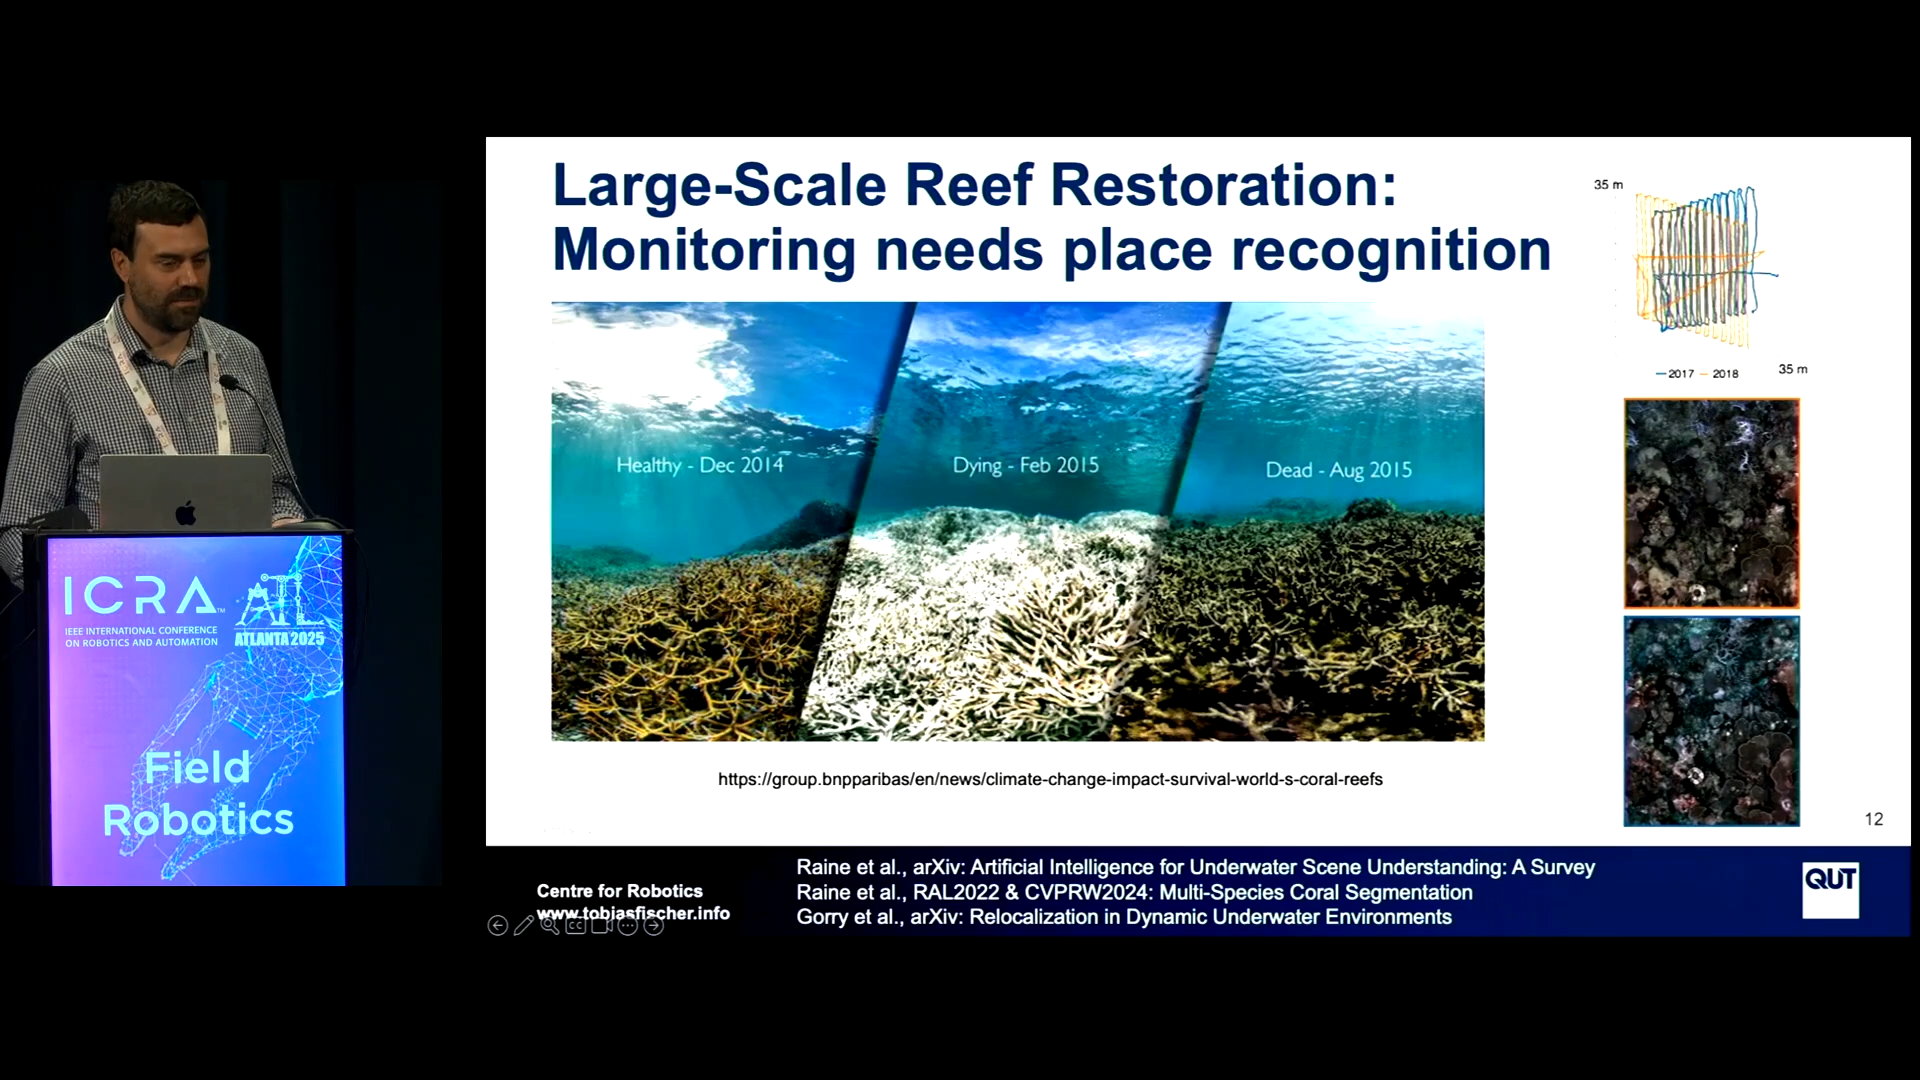 Large-Scale Reef Restoration:
Monitoring needs place recognition
35 m
2017
2018
35 m
Healthy - Dec 2014
Dying - Feb 2015
Dead - Aug 2015
https://group.bnpparibas/en/news/climate-change-impact-survival-world-s-coral-reefs
12
Centre for Robotics
www.tobiasfischer.info
CC
Raine et al., arXiv: Artificial Intelligence for Underwater Scene Understanding: A Survey
Raine et al., RAL2022 & CVPRW2024: Multi-Species Coral Segmentation
Gorry et al., arXiv: Relocalization in Dynamic Underwater Environments
QUT
ICRA™
IEEE INTERNATIONAL CONFERENCE
ON ROBOTICS AND AUTOMATION
ATL
ATLANTA 2025
Field
Robotics